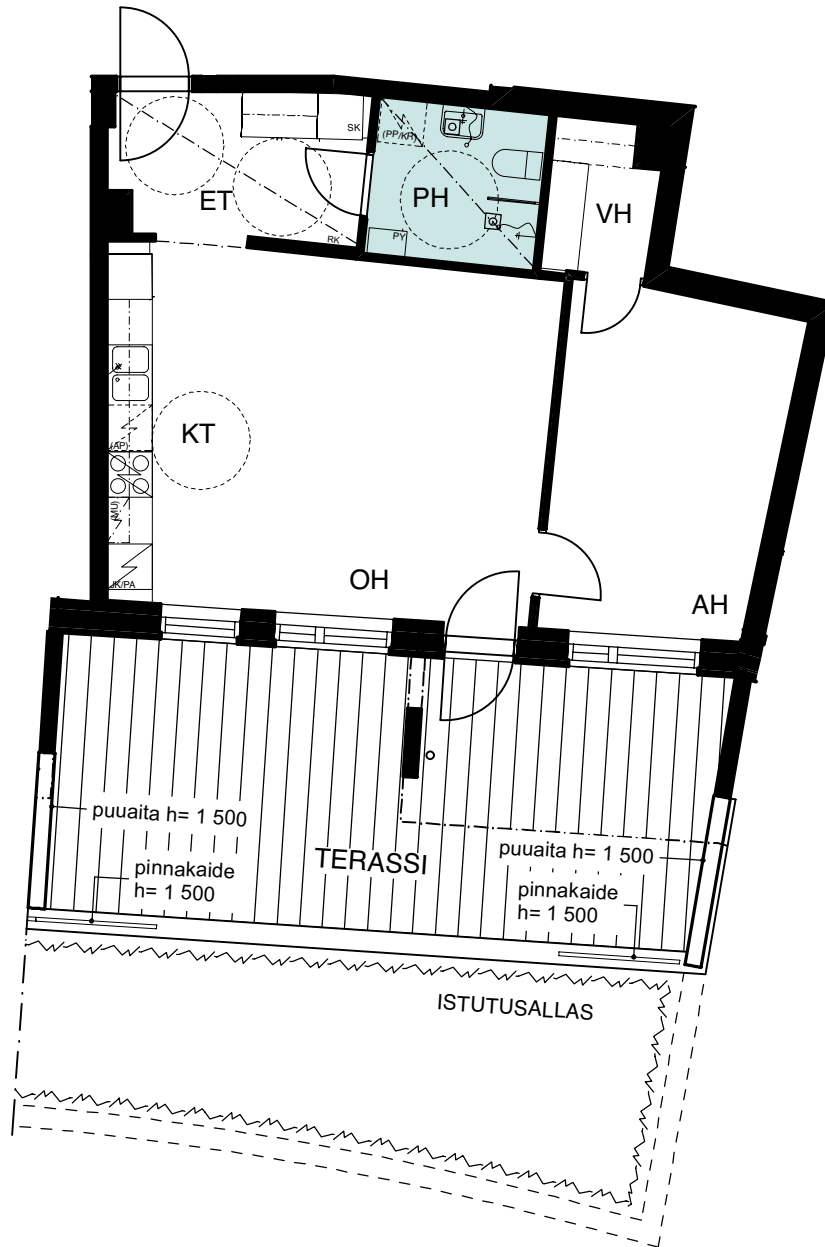 SK
(PP/KR)
ET
PH
VH
RK
PY
KT
(AP)
(MU)
JK/PA
OH
AH
puuaita h= 1 500
TERASSI
puuaita h= 1 500
pinnakaide
h= 1 500
pinnakaide
h= 1 500
ISTUTUSALLAS